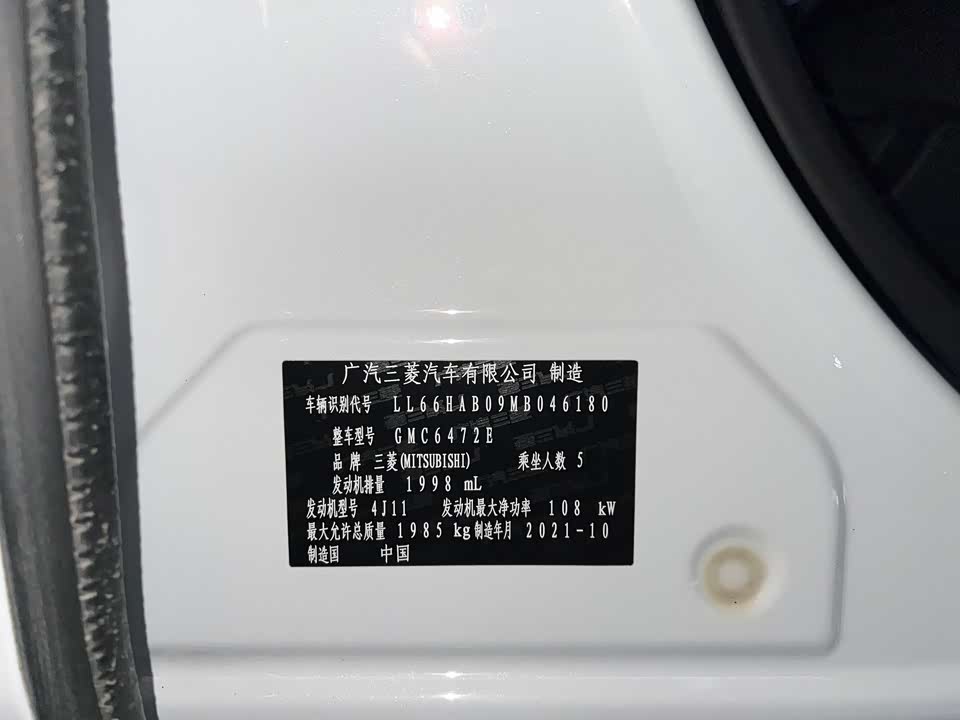 广汽三菱汽车有限公司 制造
车辆识别代号 LL66HAB09MB046180
整车型号 GMC6472E
品牌 三菱(MITSUBISHI) 乘坐人数 5
发动机排量 1998 mL
发动机型号 4J11 发动机最大净功率 108 kW
最大允许总质量 1985 kg 制造年月 2021-10
制造国 中国